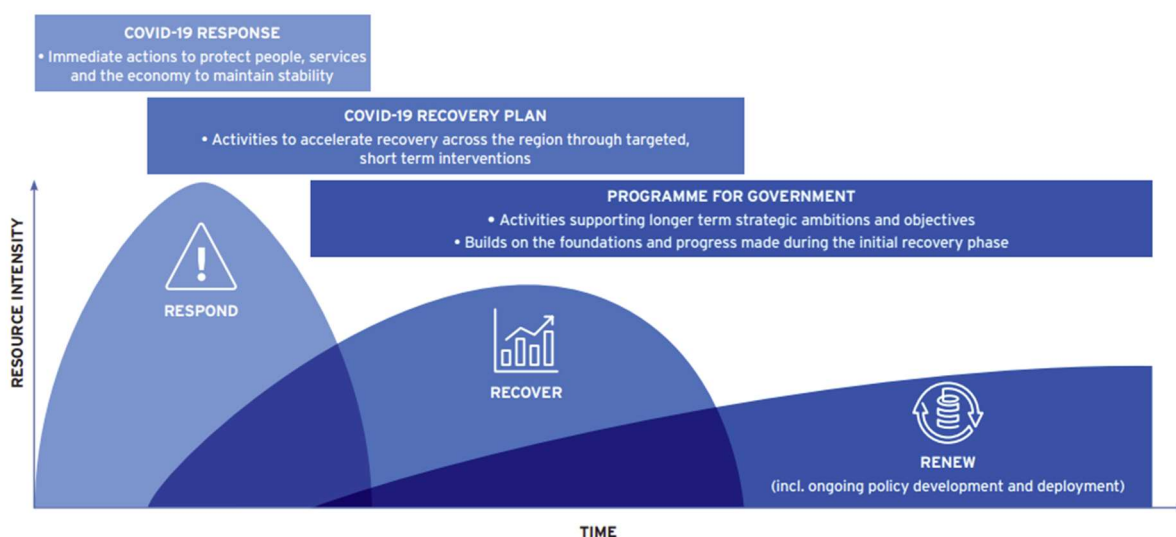 COVID-19 RESPONSE
• Immediate actions to protect people, services
and the economy to maintain stability
COVID-19 RECOVERY PLAN
• Activities to accelerate recovery across the region through targeted,
short term interventions
PROGRAMME FOR GOVERNMENT
• Activities supporting longer term strategic ambitions and objectives
• Builds on the foundations and progress made during the initial recovery phase
RESOURCE INTENSITY
RESPOND
RECOVER
RENEW
(incl. ongoing policy development and deployment)
TIME